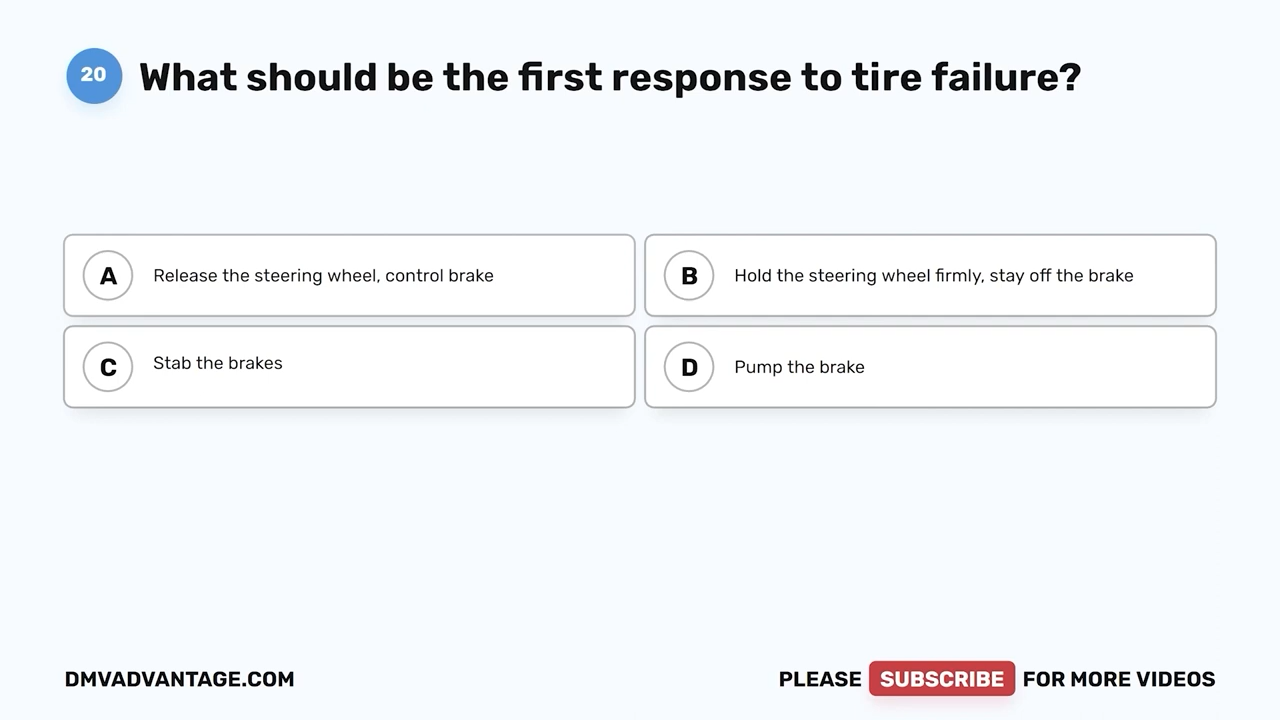 20 What should be the first response to tire failure?
A Release the steering wheel, control brake
B Hold the steering wheel firmly, stay off the brake
C Stab the brakes
D Pump the brake
DMVADVANTAGE.COM
PLEASE SUBSCRIBE FOR MORE VIDEOS